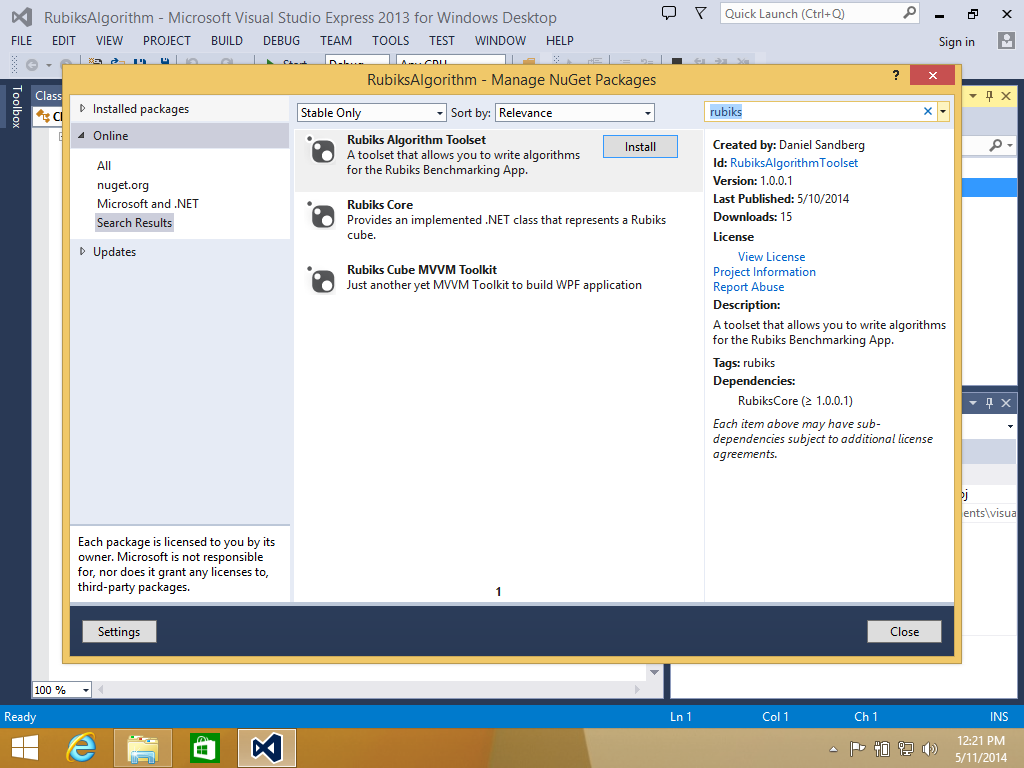 RubiksAlgorithm - Microsoft Visual Studio Express 2013 for Windows Desktop
Quick Launch (Ctrl+Q)
FILE EDIT VIEW PROJECT BUILD DEBUG TEAM TOOLS TEST WINDOW HELP
Sign in
RubiksAlgorithm - Manage NuGet Packages
?
Toolbox
Class
Installed packages
Online
All
nuget.org
Microsoft and .NET
Search Results
Updates
Each package is licensed to you by its
owner. Microsoft is not responsible
for, nor does it grant any licenses to,
third-party packages.
Stable Only
Sort by: Relevance
Rubiks Algorithm Toolset
A toolset that allows you to write algorithms
for the Rubiks Benchmarking App.
Install
Rubiks Core
Provides an implemented .NET class that represents a Rubiks
cube.
Rubiks Cube MVVM Toolkit
Just another yet MVVM Toolkit to build WPF application
1
rubiks
Created by: Daniel Sandberg
Id: RubiksAlgorithmToolset
Version: 1.0.0.1
Last Published: 5/10/2014
Downloads: 15
License
View License
Project Information
Report Abuse
Description:
A toolset that allows you to write algorithms
for the Rubiks Benchmarking App.
Tags: rubiks
Dependencies:
RubiksCore (≥ 1.0.0.1)
Each item above may have sub-
dependencies subject to additional license
agreements.
Settings
Close
100 %
Ready
Ln 1
Col 1
Ch 1
INS
12:21 PM
5/11/2014